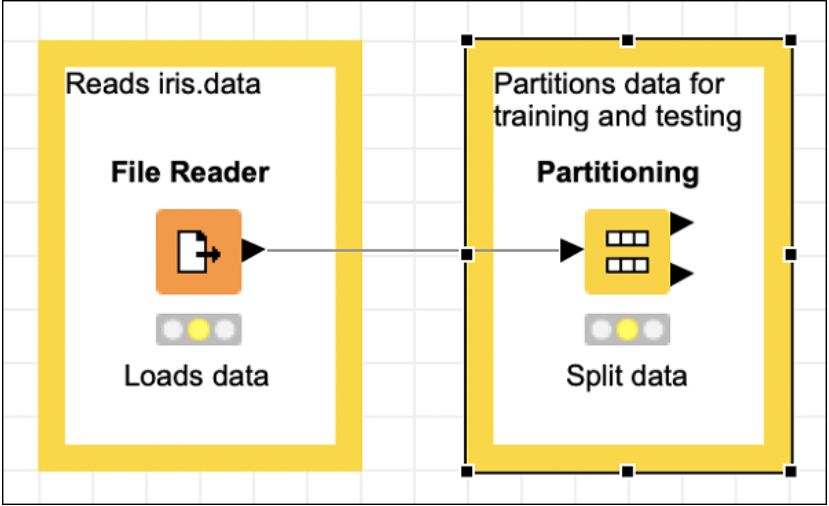 Reads iris.data
File Reader
Loads data
Partitions data for
training and testing
Partitioning
Split data